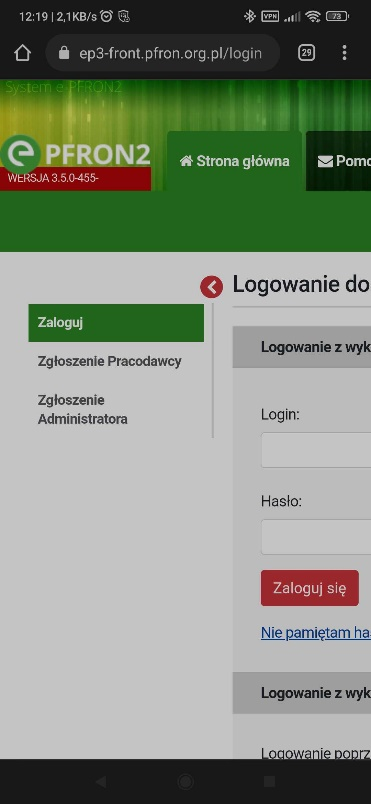 12:19 | 2,1KB/s
VPN
73
ep3-front.pfron.org.pl/login
29
System e-PFRON2
e PFRON2
WERSJA 3.5.0-455-
Strona główna
Pomo
Logowanie do
Zaloguj
Zgłoszenie Pracodawcy
Zgłoszenie
Administratora
Logowanie z wyk
Login:
Hasło:
Zaloguj się
Nie pamiętam has
Logowanie z wyk
Logowanie poprz